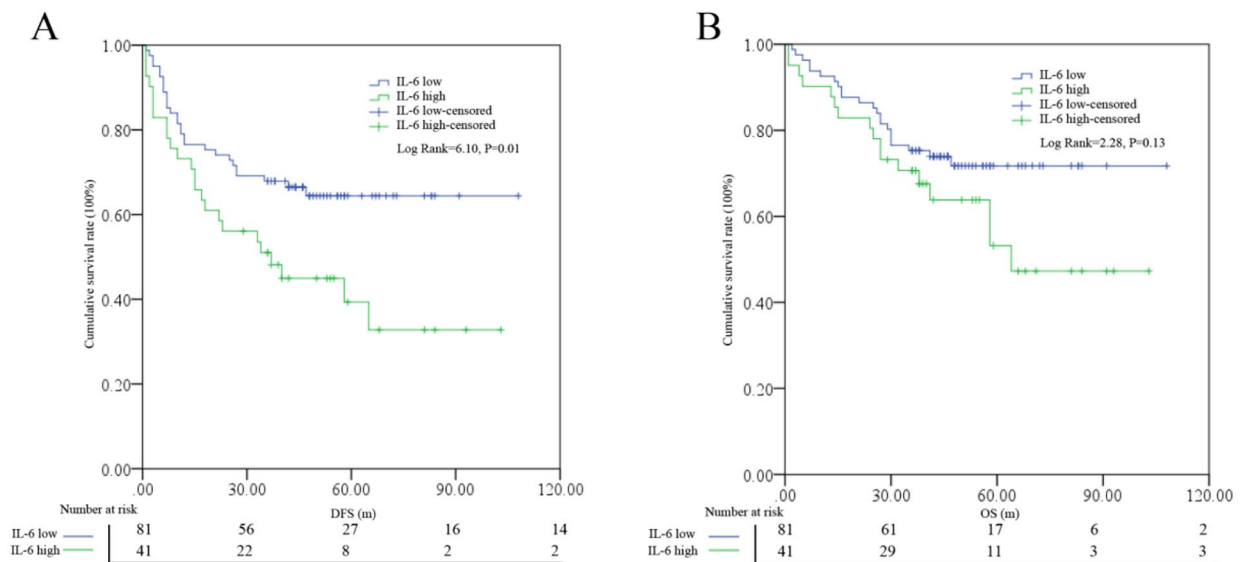 A
Cumulative survival rate (100%)
1.00
0.80
0.60
0.40
0.20
0.00
IL-6 low
IL-6 high
IL-6 low-censored
IL-6 high-censored
Log Rank=6.10, P=0.01
.00 30.00 60.00 90.00 120.00
DFS (m)
Number at risk
IL-6 low 81 56 27 16 14
IL-6 high 41 22 8 2 2
B
Cumulative survival rate (100%)
1.00
0.80
0.60
0.40
0.20
0.00
IL-6 low
IL-6 high
IL-6 low-censored
IL-6 high-censored
Log Rank=2.28, P=0.13
.00 30.00 60.00 90.00 120.00
OS (m)
Number at risk
IL-6 low 81 61 17 6 2
IL-6 high 41 29 11 3 3